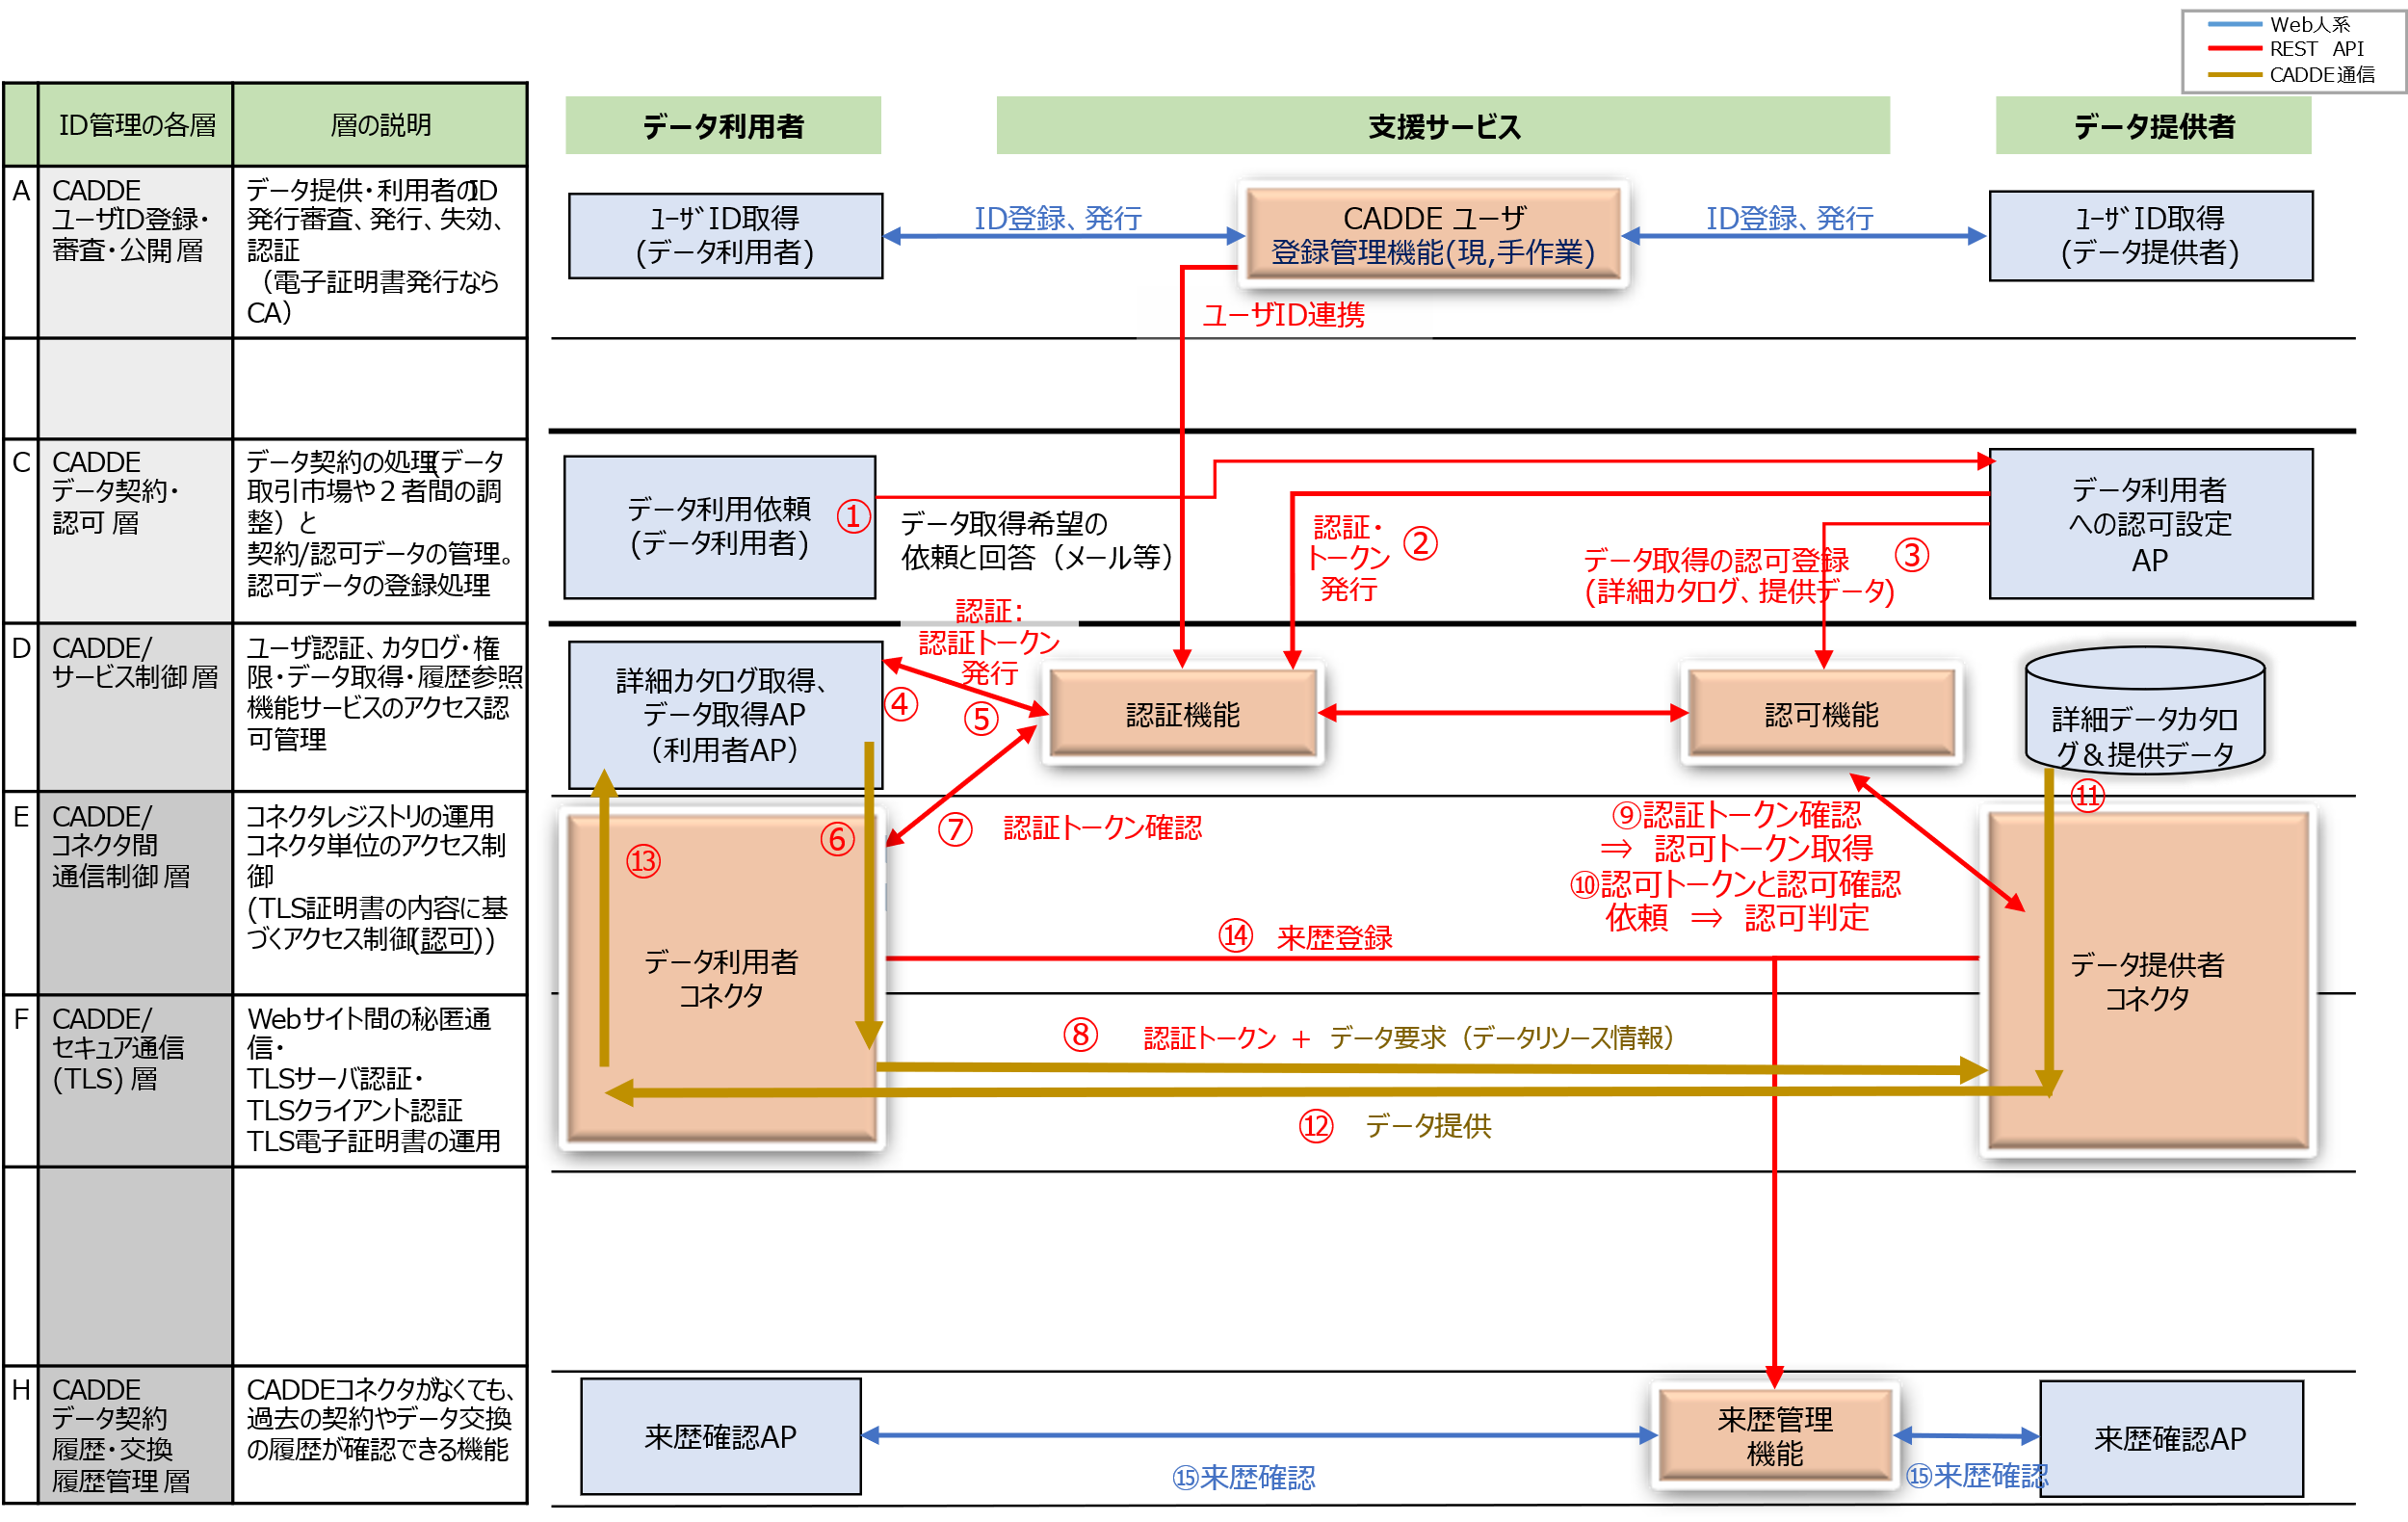 Web人系
REST API
CADDE通信
ID管理の各層
層の説明
データ利用者
支援サービス
データ提供者
A
CADDE
ユーザID登録・
審査・公開 層
データ提供・利用者のID
発行審査、発行、失効、
認証
（電子証明書発行なら
CA）
ﾕｰｻﾞID取得
(データ利用者)
ID登録、発行
CADDE ユーザ
登録管理機能(現,手作業)
ID登録、発行
ﾕｰｻﾞID取得
(データ提供者)
ユーザID連携
C
CADDE
データ契約・
認可 層
データ契約の処理(データ
取引市場や２者間の調
整）と
契約/認可データの管理。
認可データの登録処理
データ利用依頼
(データ利用者)
①
データ取得希望の
依頼と回答（メール等）
認証・
トークン
発行
②
データ取得の認可登録
(詳細カタログ、提供データ)
③
データ利用者
への認可設定
AP
D
CADDE/
サービス制御 層
ユーザ認証、カタログ・権
限・データ取得・履歴参照
機能サービスのアクセス認
可管理
詳細カタログ取得、
データ取得AP
（利用者AP）
認証：
認証トークン
発行
④
⑤
認証機能
認可機能
詳細データカタロ
グ＆提供データ
E
CADDE/
コネクタ間
通信制御 層
コネクタレジストリの運用
コネクタ単位のアクセス制
御
(TLS証明書の内容に基
づくアクセス制御(認可))
⑬
⑥
⑦ 認証トークン確認
⑨認証トークン確認
⇒ 認可トークン取得
⑩認可トークンと認可確認
依頼 ⇒ 認可判定
⑪
データ利用者
コネクタ
⑭ 来歴登録
データ提供者
コネクタ
F
CADDE/
セキュア通信
(TLS) 層
Webサイト間の秘匿通
信・
TLSサーバ認証・
TLSクライアント認証
TLS電子証明書の運用
⑧ 認証トークン ＋ データ要求（データリソース情報）
⑫ データ提供
H
CADDE
データ契約
履歴・交換
履歴管理 層
CADDEコネクタがなくても、
過去の契約やデータ交換
の履歴が確認できる機能
来歴確認AP
⑮来歴確認
来歴管理
機能
⑮来歴確認
来歴確認AP